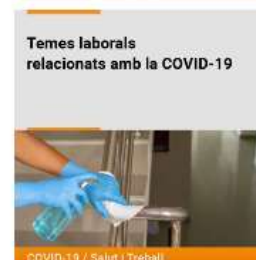 Temes laborals
relacionats amb la COVID-19
COVID-19 / Salut i Treball